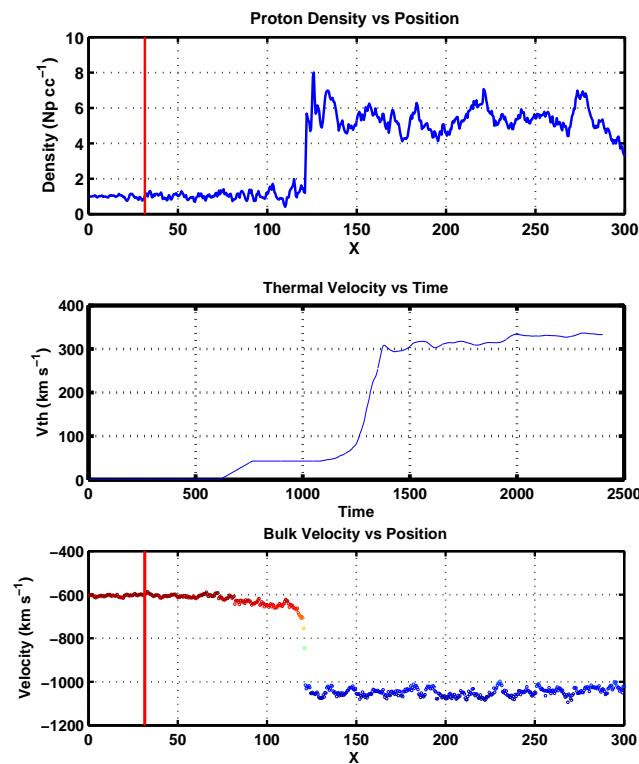 Proton Density vs Position
10
8
6
4
2
0
Density (Np cc⁻¹)
0 50 100 150 200 250 300
X
Thermal Velocity vs Time
400
300
200
100
0
Vth (km s⁻¹)
0 500 1000 1500 2000 2500
Time
Bulk Velocity vs Position
−400
−600
−800
−1000
−1200
Velocity (km s⁻¹)
0 50 100 150 200 250 300
X